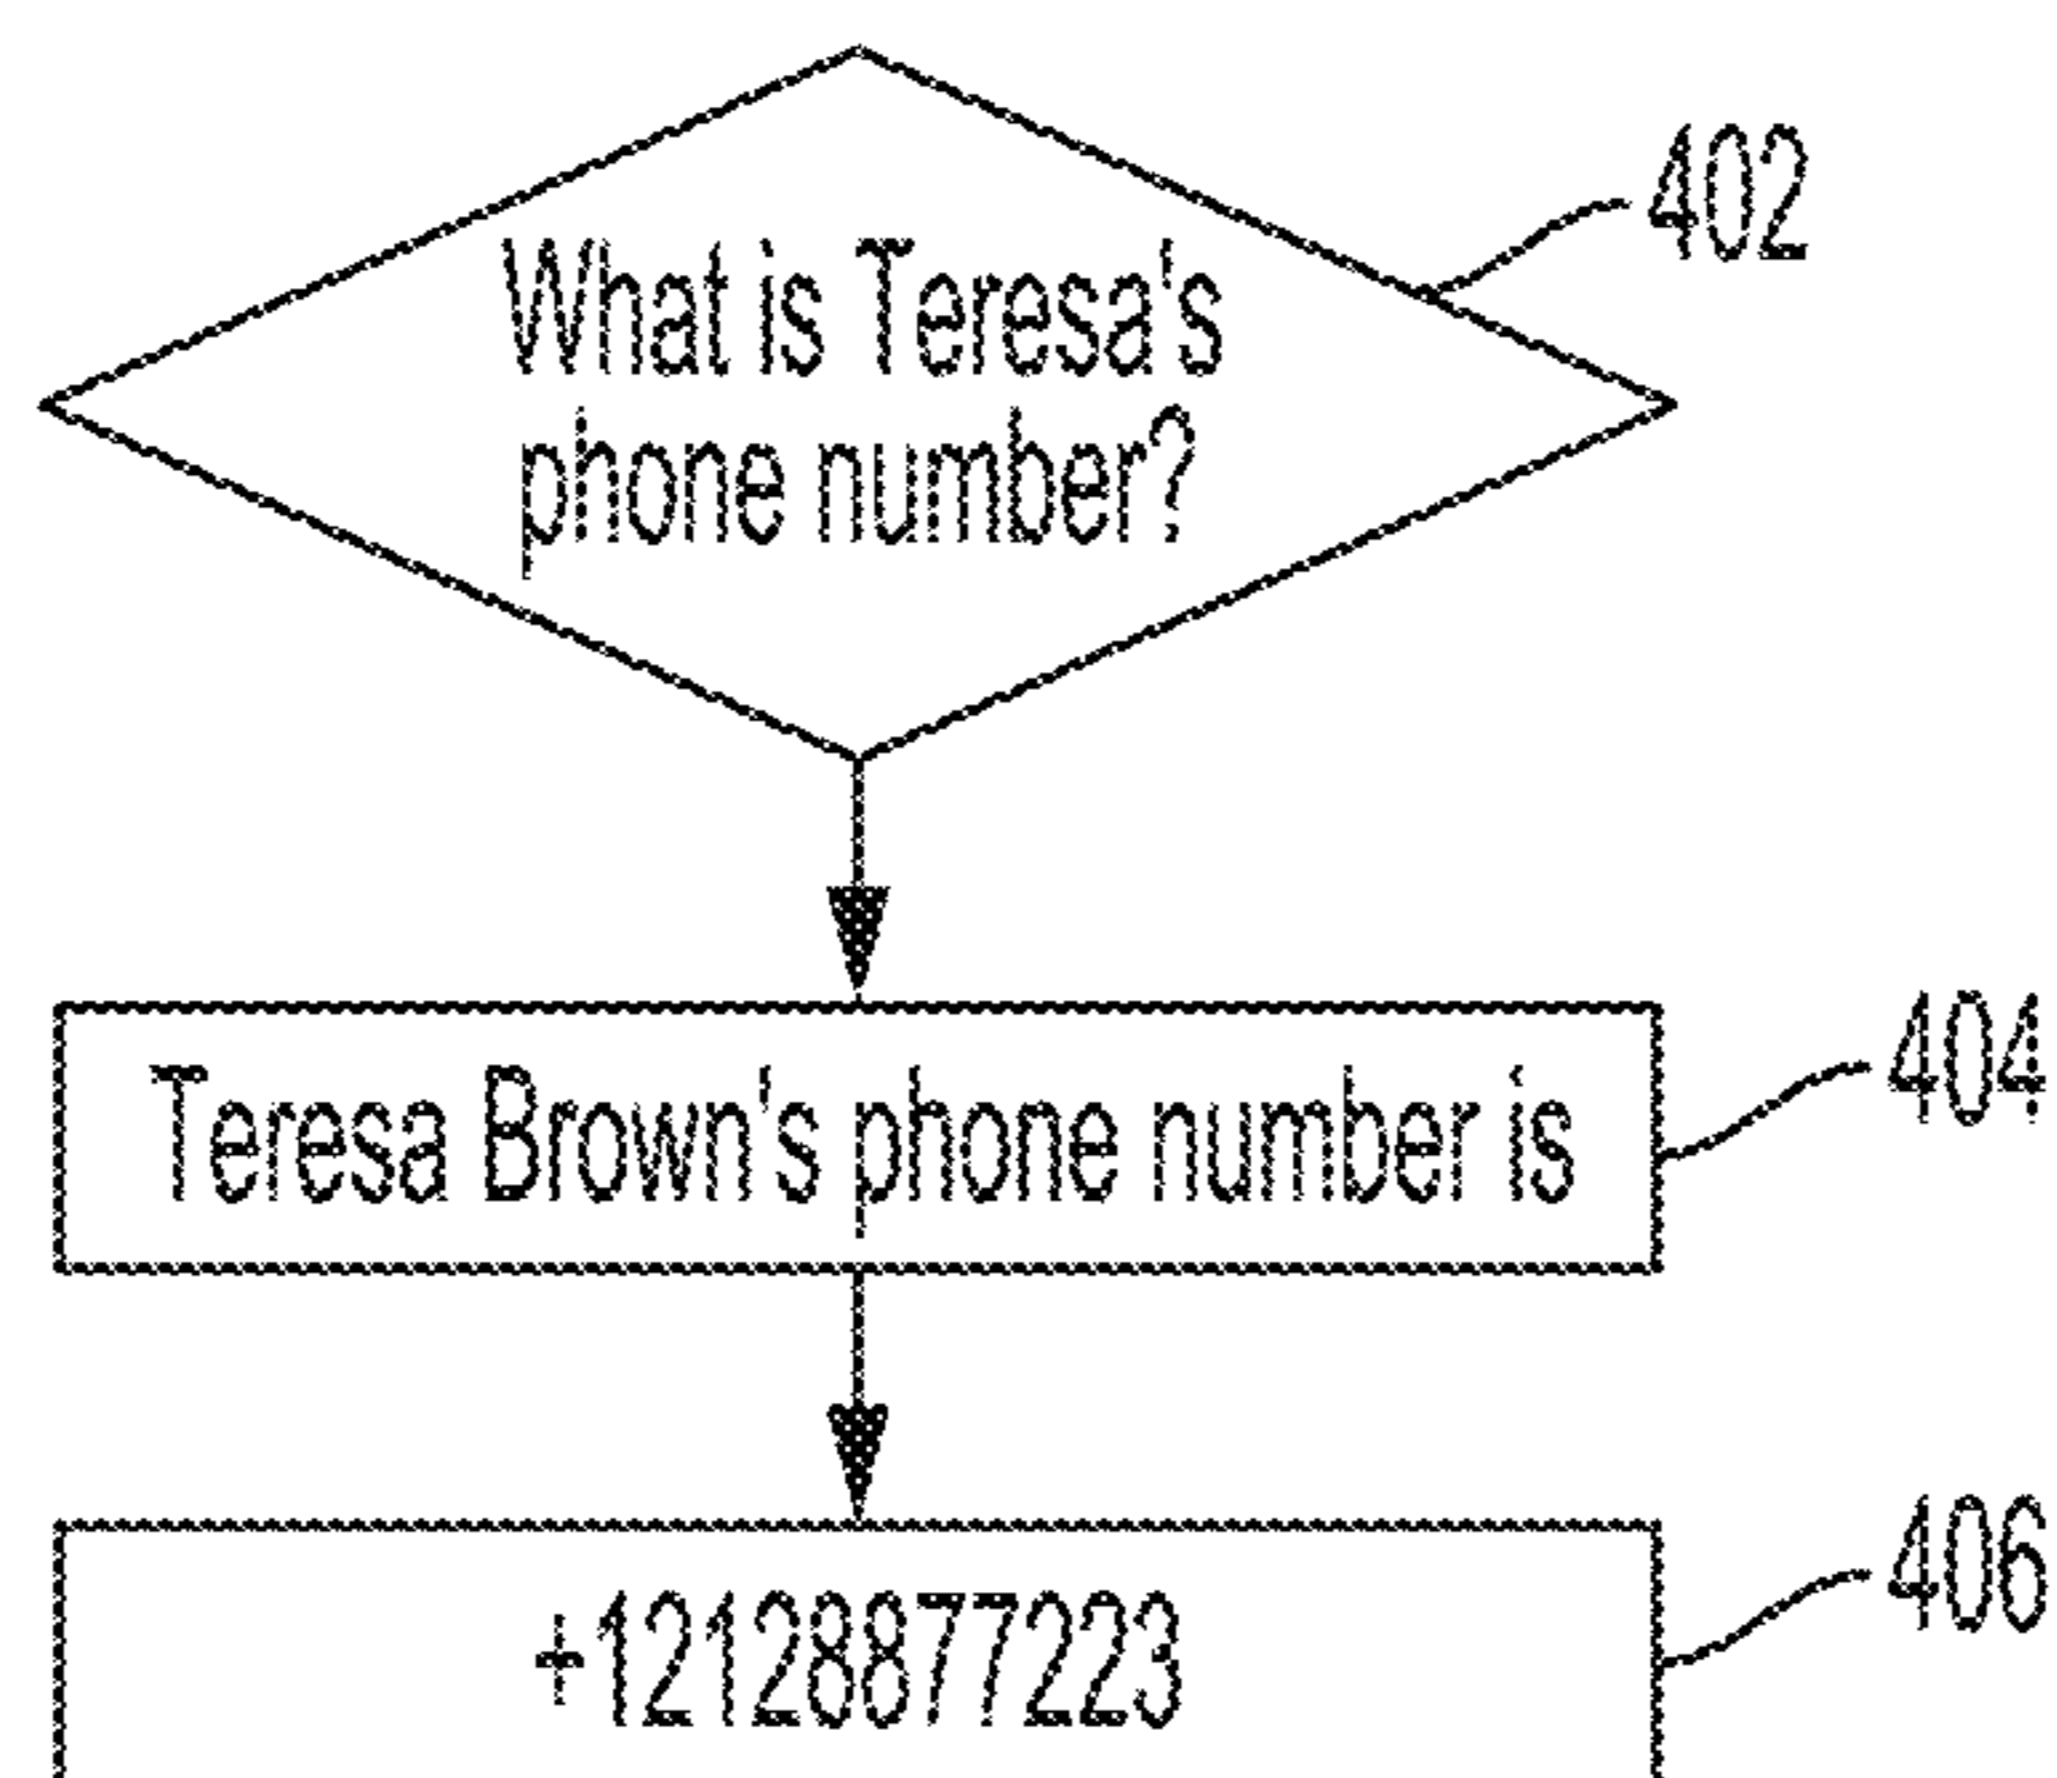 402
What is Teresa's
phone number?
404
Teresa Brown's phone number is
406
+12128877223